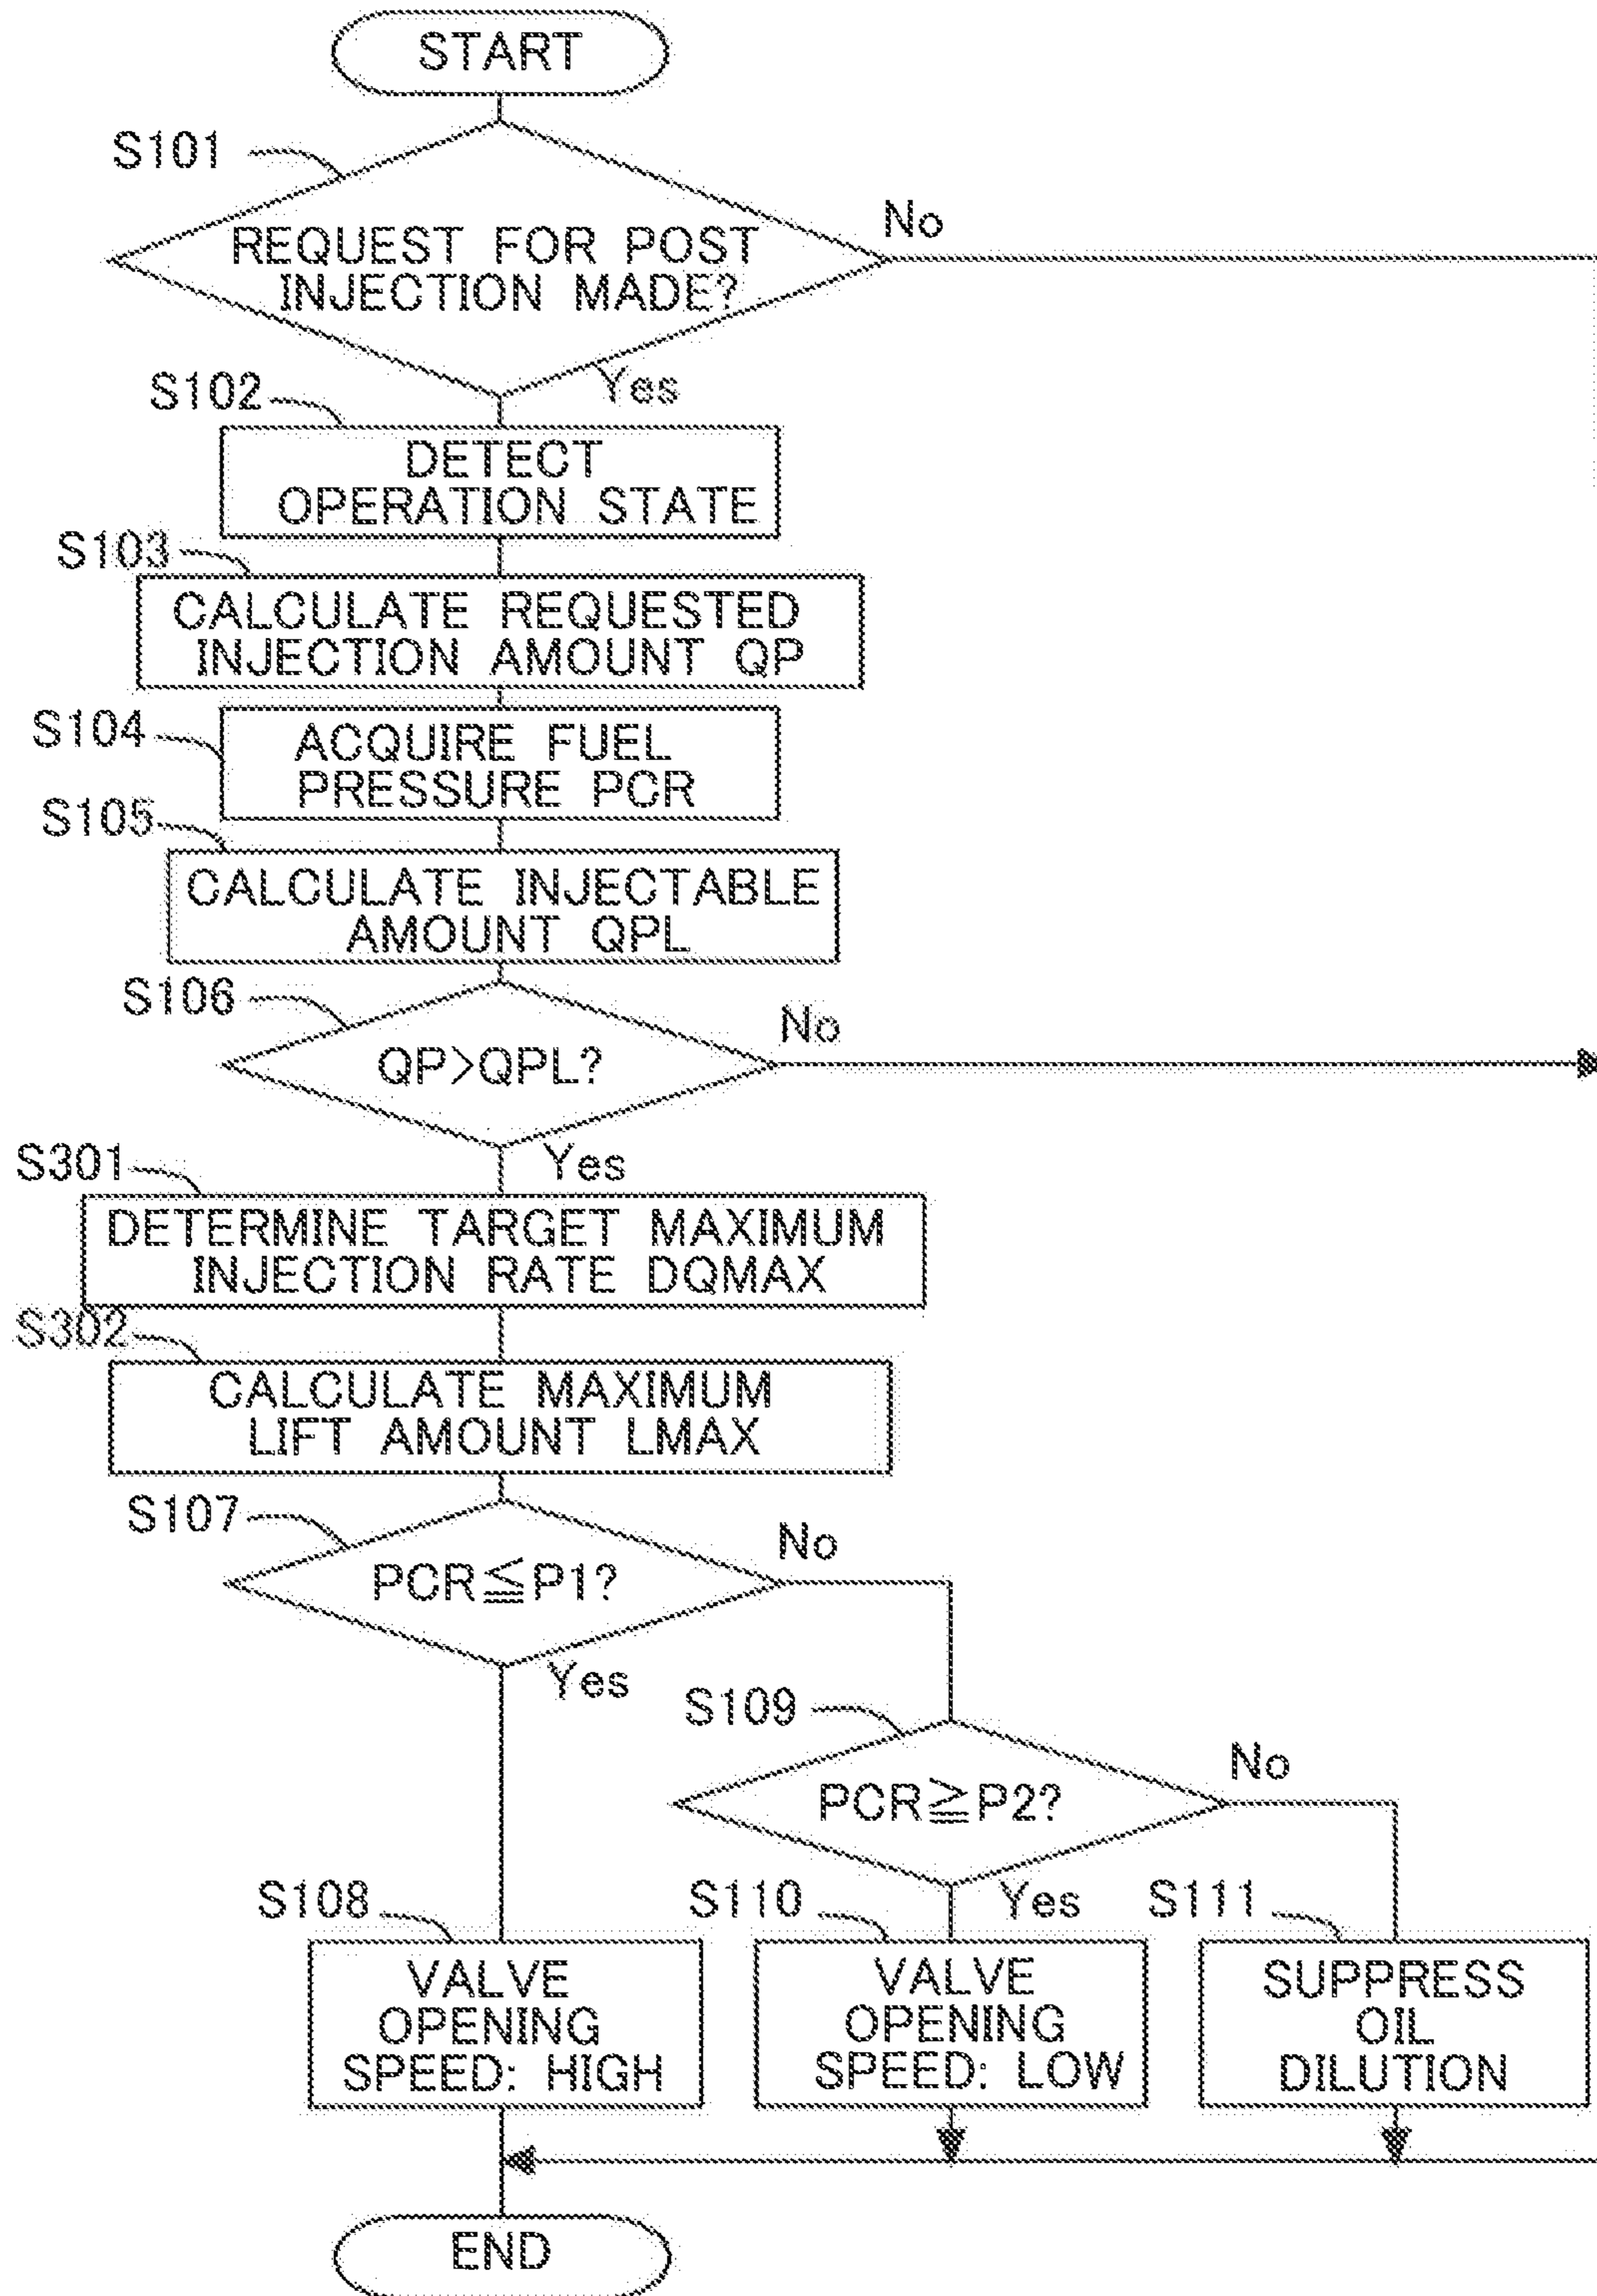 START
S101
REQUEST FOR POST
INJECTION MADE?
No
Yes
S102
DETECT
OPERATION STATE
S103
CALCULATE REQUESTED
INJECTION AMOUNT QP
S104
ACQUIRE FUEL
PRESSURE PCR
S105
CALCULATE INJECTABLE
AMOUNT QPL
S106
QP>QPL?
No
Yes
S301
DETERMINE TARGET MAXIMUM
INJECTION RATE DQMAX
S302
CALCULATE MAXIMUM
LIFT AMOUNT LMAX
S107
PCR≦P1?
No
Yes
S109
PCR≧P2?
No
Yes
S108
VALVE
OPENING
SPEED: HIGH
S110
VALVE
OPENING
SPEED: LOW
S111
SUPPRESS
OIL
DILUTION
END